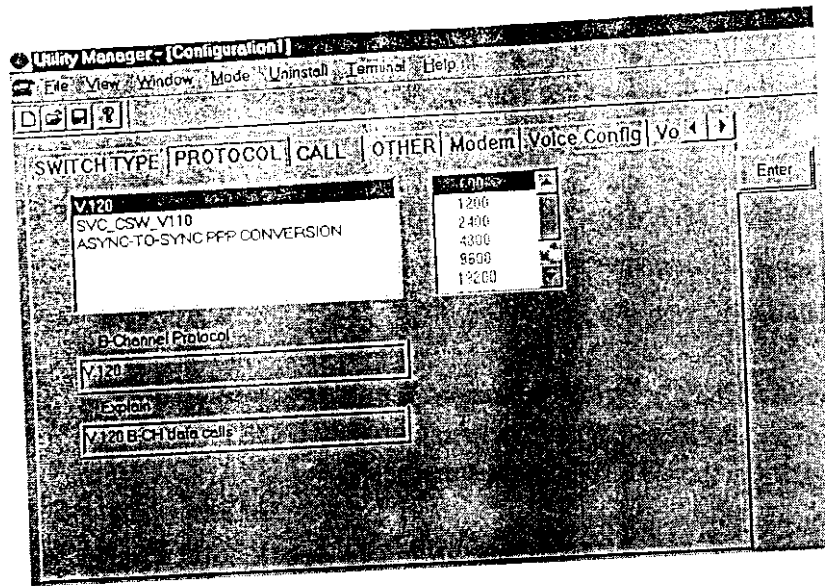 Utility Manager - [Configuration1]
File View Window Mode Uninstall Terminal Help
SWITCH TYPE PROTOCOL CALL OTHER Modem Voice Config Vo
Enter
V.120
SVC_CSW_V110
ASYNC-TO-SYNC PPP CONVERSION
1200
2400
4800
9600
19200
B-Channel Protocol
V.120
Explain
V.120 B-CH data calls